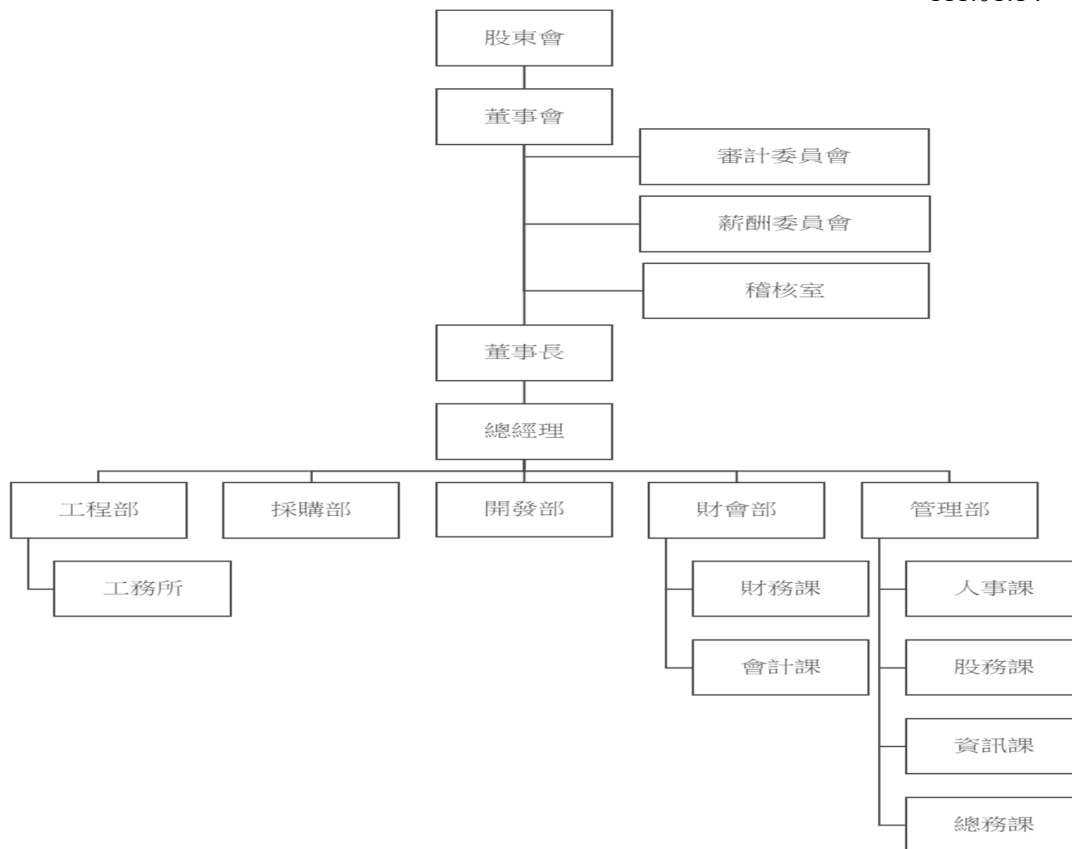 股東會
董事會
審計委員會
薪酬委員會
稽核室
董事長
總經理
工程部
採購部
開發部
財會部
管理部
工務所
財務課
人事課
會計課
股務課
資訊課
總務課